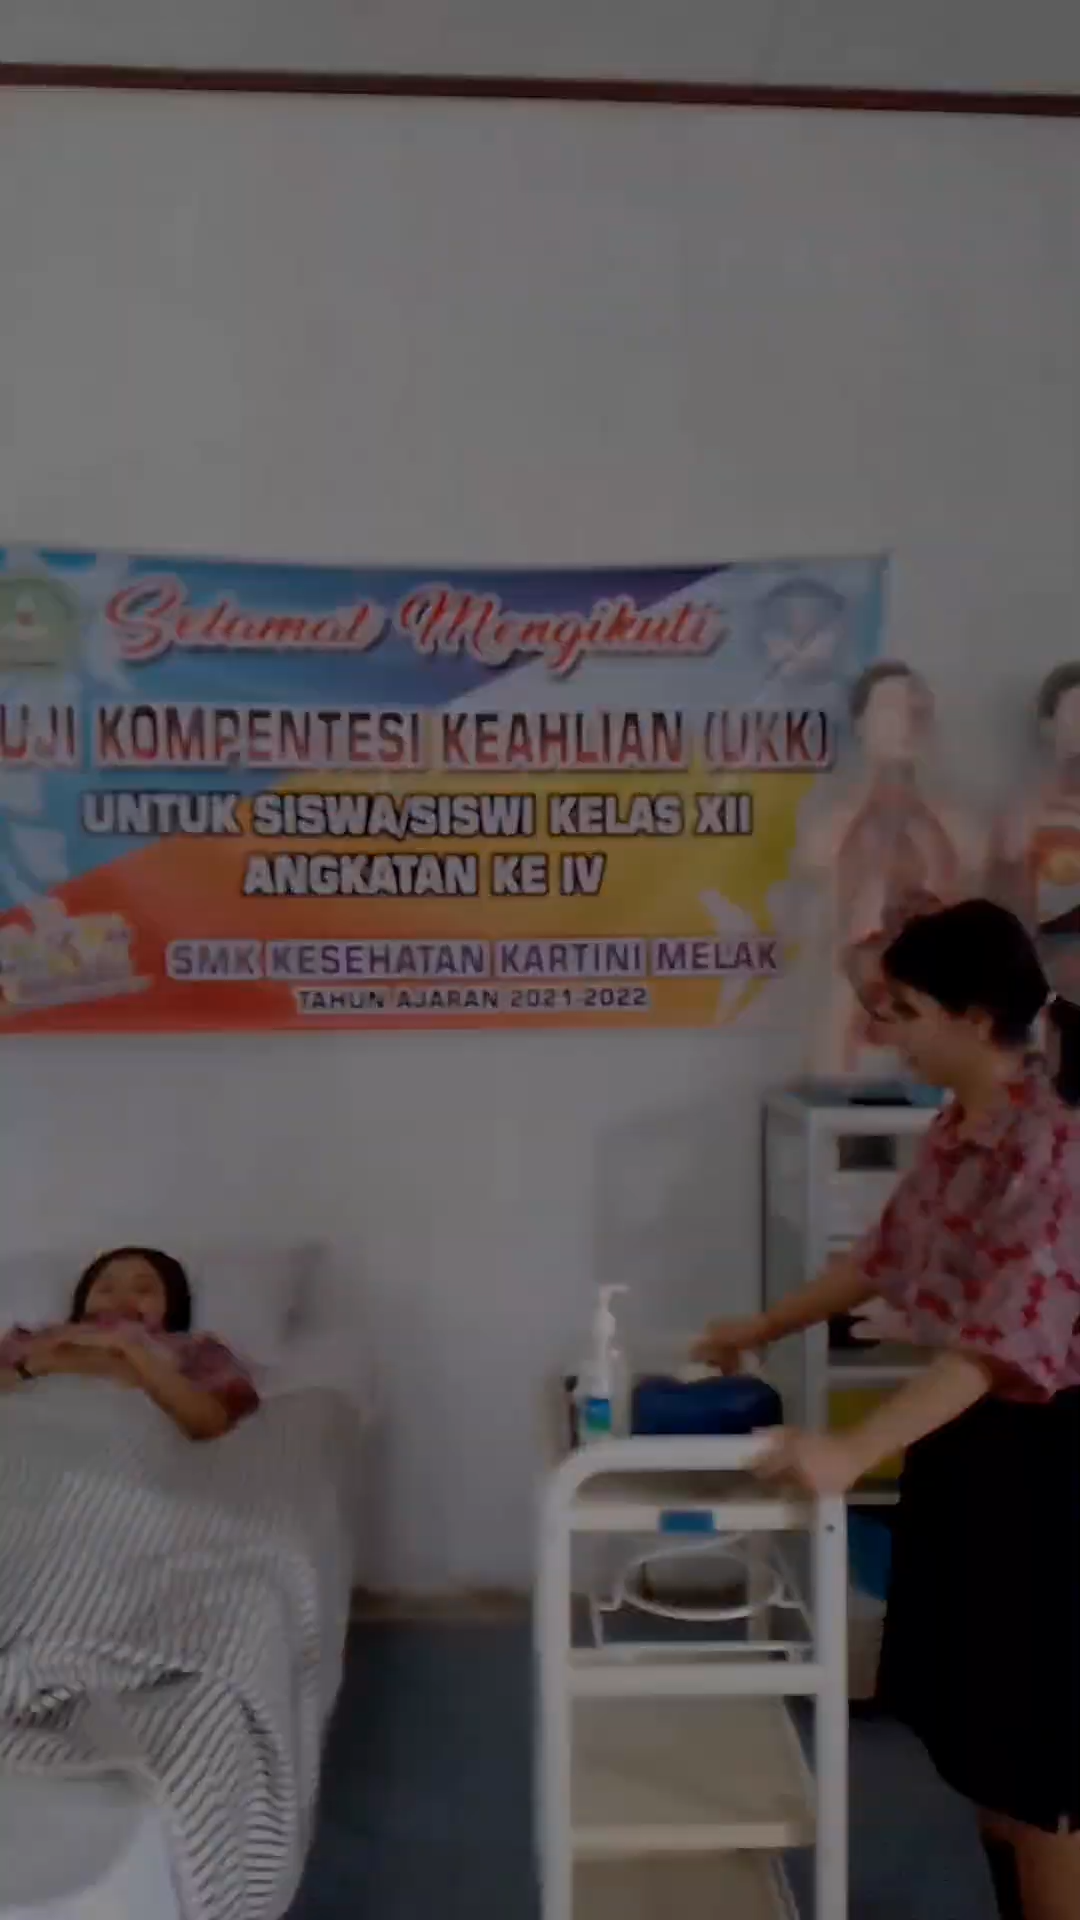 Selamat Mengikuti
UJI KOMPENTESI KEAHLIAN (UKK)
UNTUK SISWA/SISWI KELAS XII
ANGKATAN KE IV
SMK KESEHATAN KARTINI MELAK
TAHUN AJARAN 2021-2022